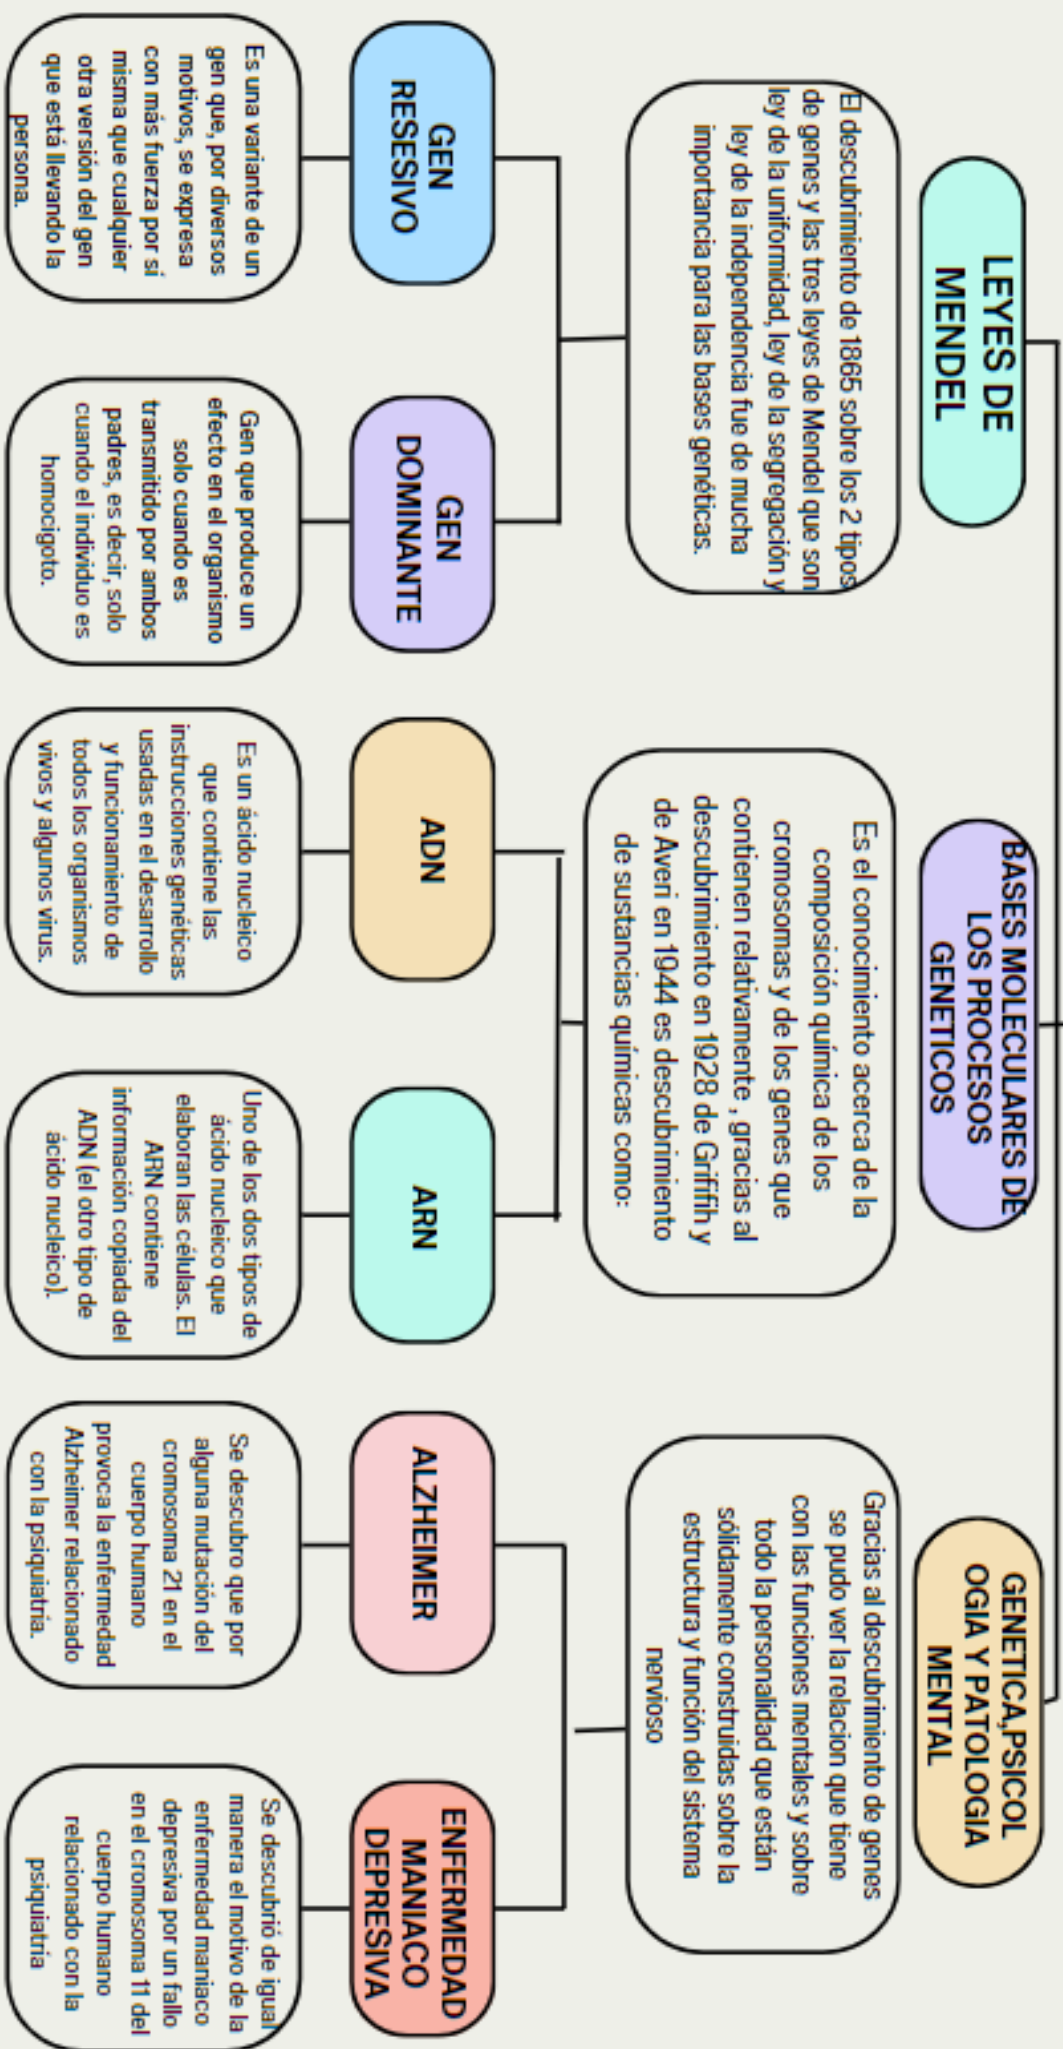 LEYES DE
MENDEL
El descubrimiento de 1865 sobre los 2 tipos
de genes y las tres leyes de Mendel que son
ley de la uniformidad, ley de la segregación y
ley de la independencia fue de mucha
importancia para las bases genéticas.
GEN
RESESIVO
Es una variante de un
gen que, por diversos
motivos, se expresa
con más fuerza por sí
misma que cualquier
otra versión del gen
que está llevando la
persona.
GEN
DOMINANTE
Gen que produce un
efecto en el organismo
solo cuando es
transmitido por ambos
padres, es decir, solo
cuando el individuo es
homocigoto.
BASES MOLECULARES DE
LOS PROCESOS
GENETICOS
Es el conocimiento acerca de la
composición química de los
cromosomas y de los genes que
contienen relativamente , gracias al
descubrimiento en 1928 de Grififih y
de Averi en 1944 es descubrimiento
de sustancias químicas como:
ADN
Es un ácido nucleico
que contiene las
instrucciones genéticas
usadas en el desarrollo
y funcionamiento de
todos los organismos
vivos y algunos virus.
ARN
Uno de los dos tipos de
ácido nucleico que
elaboran las células. El
ARN contiene
información copiada del
ADN (el otro tipo de
ácido nucleico).
GENETICA,PSICOL
OGIA Y PATOLOGIA
MENTAL
Gracias al descubrimiento de genes
se pudo ver la relacion que tiene
con las funciones mentales y sobre
todo la personalidad que están
sólidamente construidas sobre la
estructura y función del sistema
nervioso
ALZHEIMER
Se descubro que por
alguna mutación del
cromosoma 21 en el
cuerpo humano
provoca la enfermedad
Alzheimer relacionado
con la psiquiatría.
ENFERMEDAD
MANIACO
DEPRESIVA
Se descubrió de igual
manera el motivo de la
enfermedad maniaco
depresiva por un fallo
en el cromosoma 11 del
cuerpo humano
relacionado con la
psiquiatría